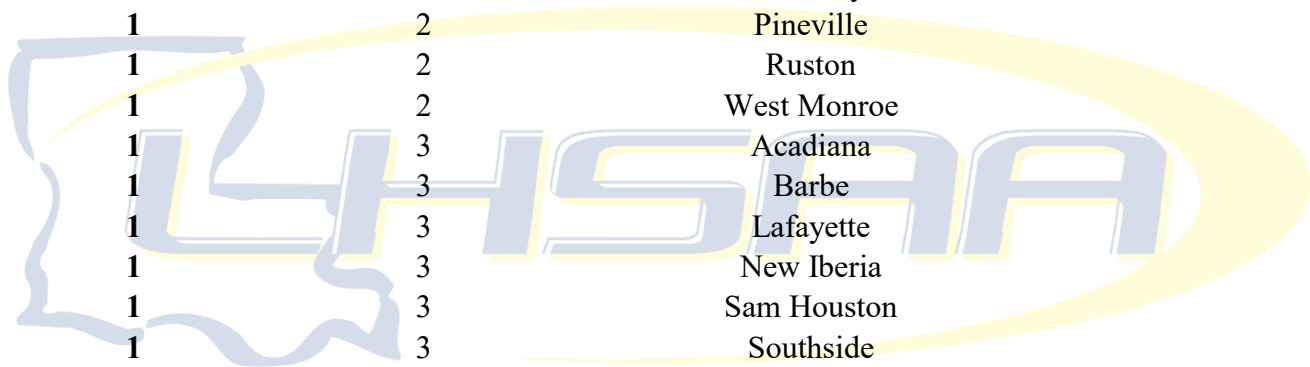 1 2 Pineville
1 2 Ruston
1 2 West Monroe
1 3 Acadiana
1 3 Barbe
1 3 Lafayette
1 3 New Iberia
1 3 Sam Houston
1 3 Southside
LHSAA